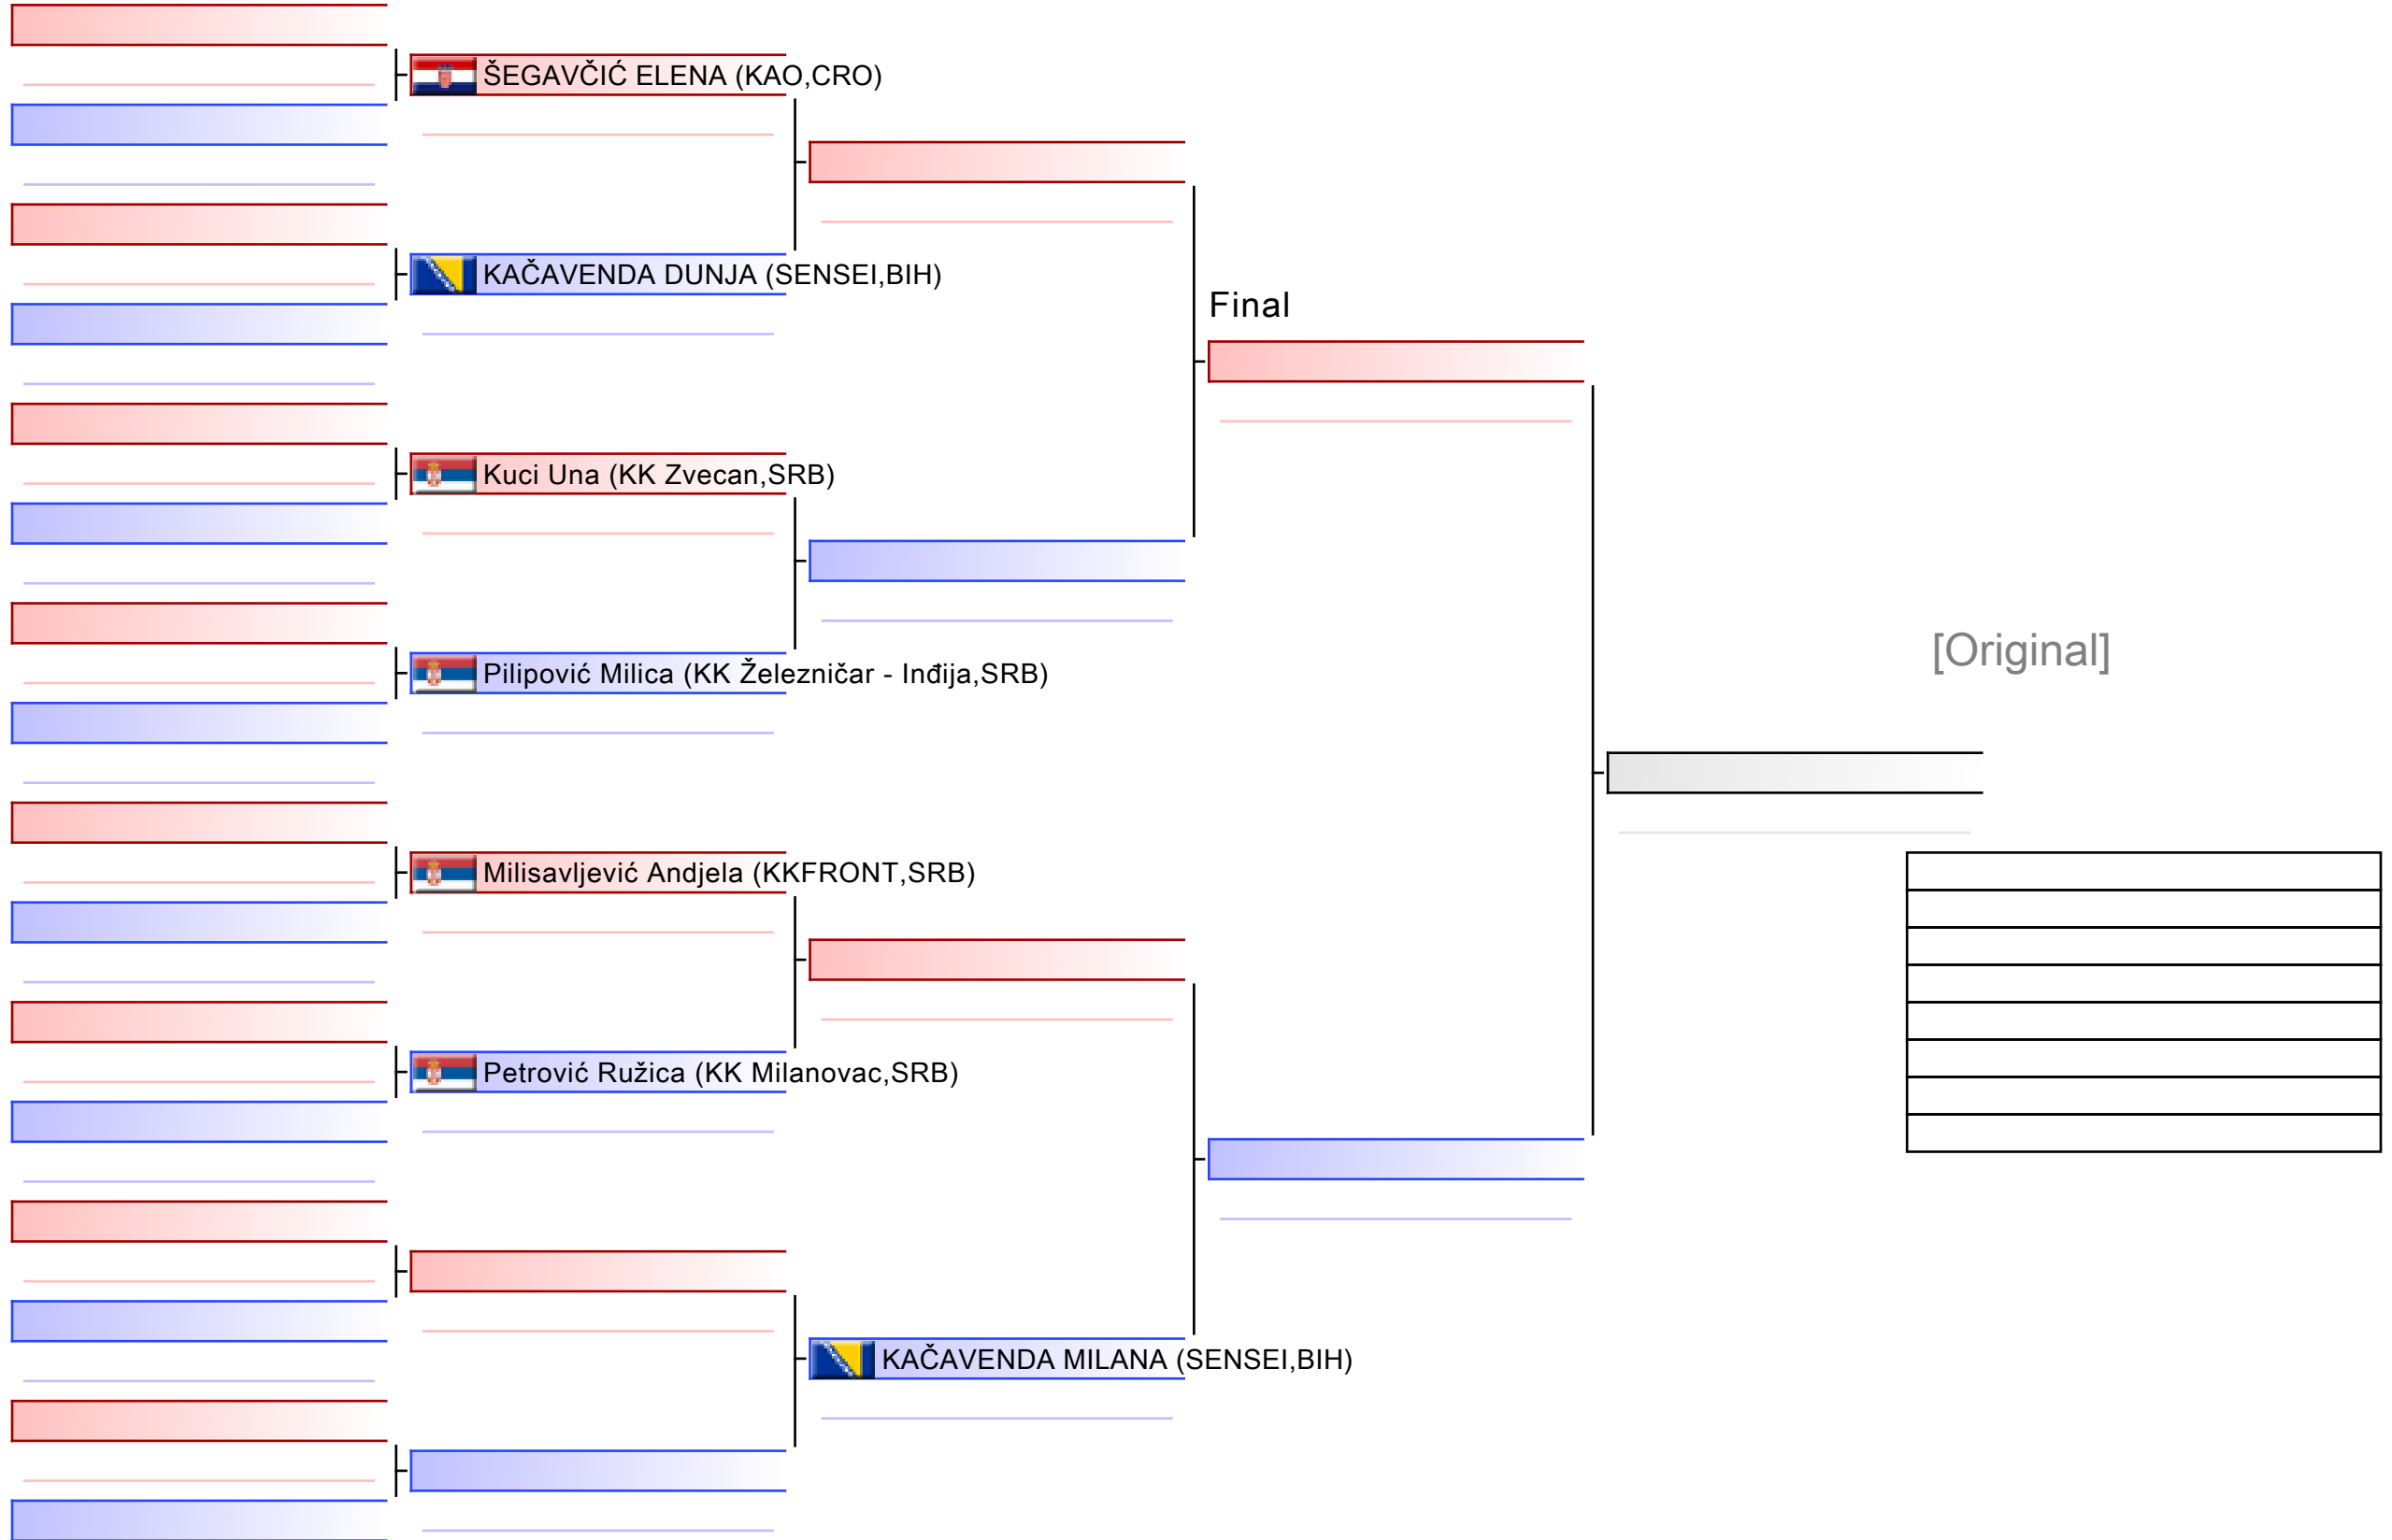 ŠEGAVČIĆ ELENA (KAO,CRO)
KAČAVENDA DUNJA (SENSEI,BIH)
Final
Kuci Una (KK Zvecan,SRB)
[Original]
Pilipović Milica (KK Železničar - Inđija,SRB)
Milisavljević Andjela (KKFRONT,SRB)
Petrović Ružica (KK Milanovac,SRB)
KAČAVENDA MILANA (SENSEI,BIH)